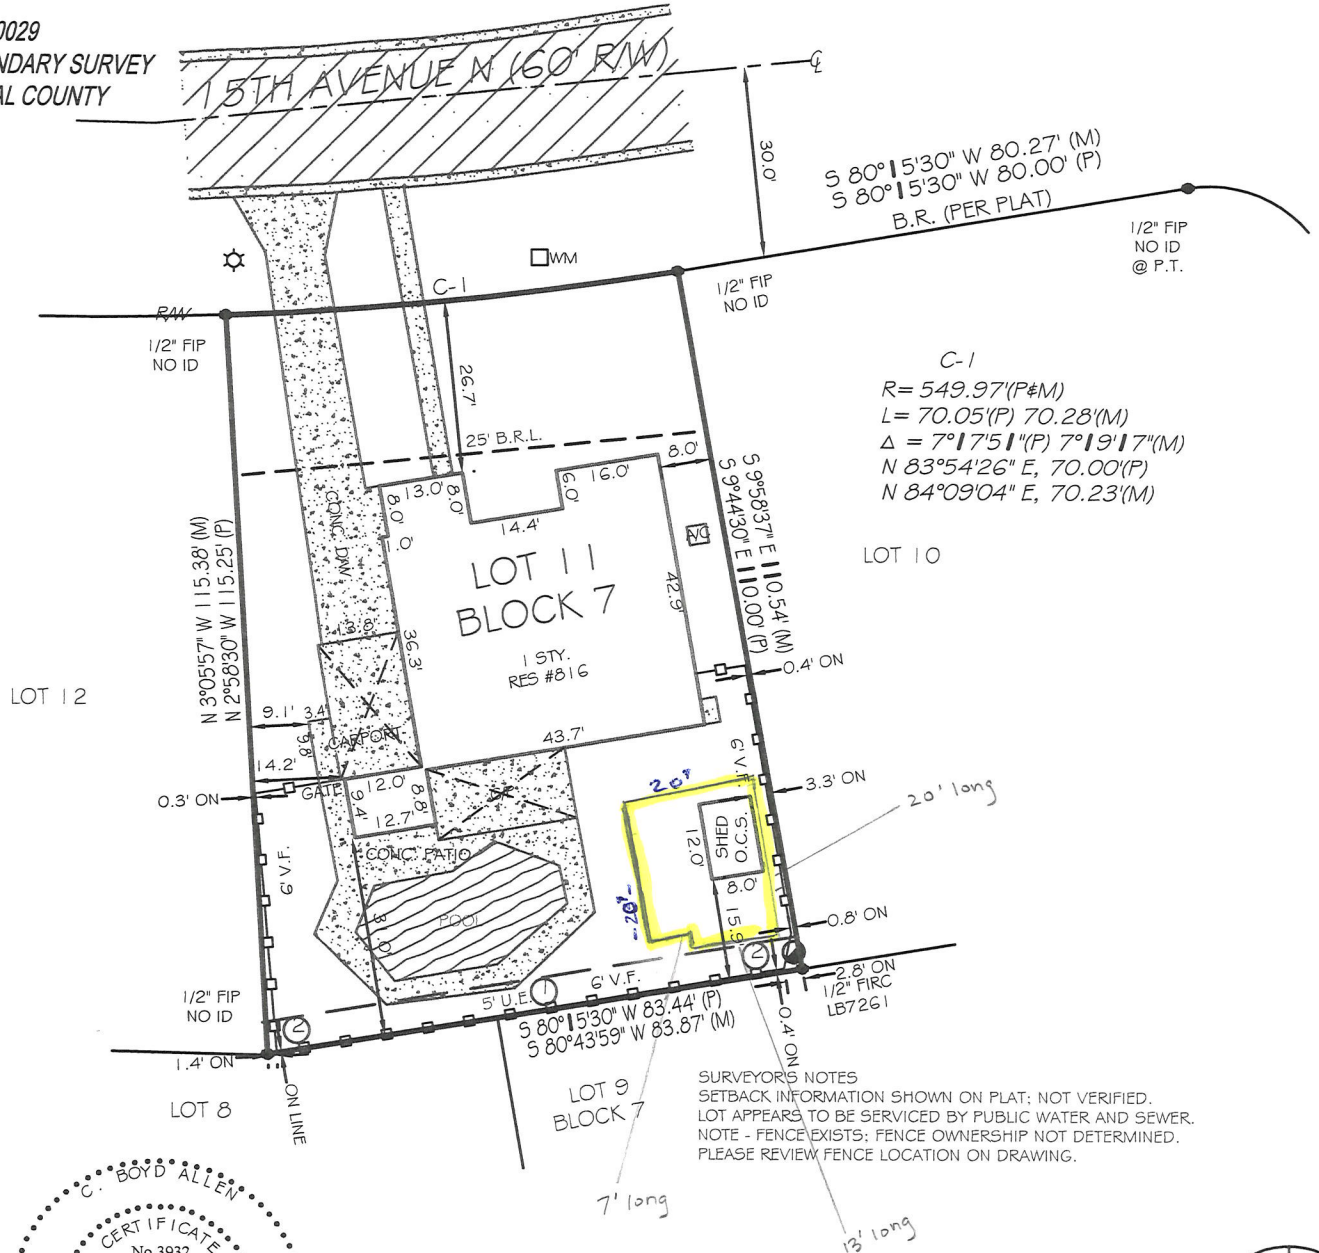 0029
NDARY SURVEY
AL COUNTY
15TH AVENUE N (60' R/W)
℄
30.0'
S 80°15'30" W 80.27' (M)
S 80°15'30" W 80.00' (P)
B.R. (PER PLAT)
1/2" FIP
NO ID
@ P.T.
WM
C-1
1/2" FIP
NO ID
R/W
1/2" FIP
NO ID
C-1
R= 549.97'(P&M)
L= 70.05'(P) 70.28'(M)
Δ = 7°17'51"(P) 7°19'17"(M)
N 83°54'26" E, 70.00'(P)
N 84°09'04" E, 70.23'(M)
26.7'
25' B.R.L.
8.0'
16.0'
6.0'
13.0'
8.0'
8.0'
14.4'
1.0'
CONC. D/W
A/C
S 9°58'37" E 110.54' (M)
S 9°44'30" E 110.00' (P)
N 3°05'57" W 115.38' (M)
N 2°58'30" W 115.25' (P)
LOT 11
BLOCK 7
1 STY.
RES #816
42.9'
LOT 10
13.8'
36.3'
0.4' ON
LOT 12
9.1'
3.4'
9.8'
CARPORT
43.7'
6' V.F.
14.2'
GATE
12.0'
8.8'
9.4'
12.7'
0.3' ON
20'
3.3' ON
20' long
SHED
O.C.S.
12.0'
8.0'
15.9'
20'
CONC. PATIO
6' V.F.
POOL
31.0'
0.8' ON
2
2.8' ON
1/2" FIRC
LB7261
1/2" FIP
NO ID
2
5' U.E.
1
6' V.F.
S 80°15'30" W 83.44' (P)
S 80°43'59" W 83.87' (M)
0.4' ON
1.4' ON
ON LINE
LOT 8
LOT 9
BLOCK 7
SURVEYOR'S NOTES
SETBACK INFORMATION SHOWN ON PLAT; NOT VERIFIED.
LOT APPEARS TO BE SERVICED BY PUBLIC WATER AND SEWER.
NOTE - FENCE EXISTS; FENCE OWNERSHIP NOT DETERMINED.
PLEASE REVIEW FENCE LOCATION ON DRAWING.
7' long
13' long
C. BOYD ALLEN
CERTIFICATE
No 3932